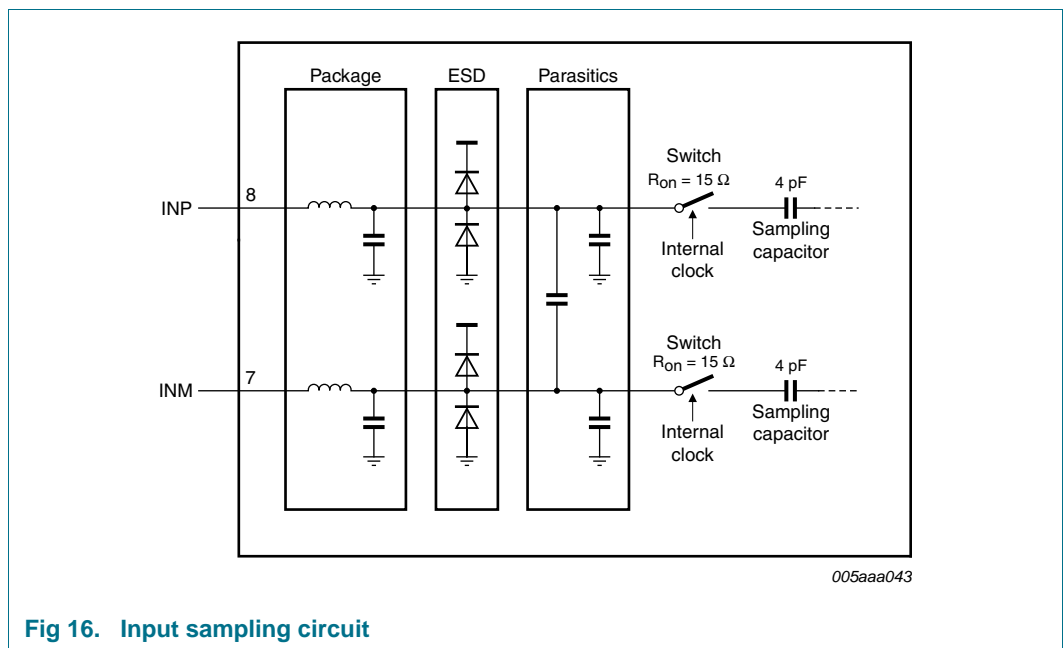 Package ESD Parasitics
Switch
Ron = 15 Ω
4 pF
8
INP
Internal
clock
Sampling
capacitor
Switch
Ron = 15 Ω
4 pF
7
INM
Internal
clock
Sampling
capacitor
005aaa043
Fig 16. Input sampling circuit